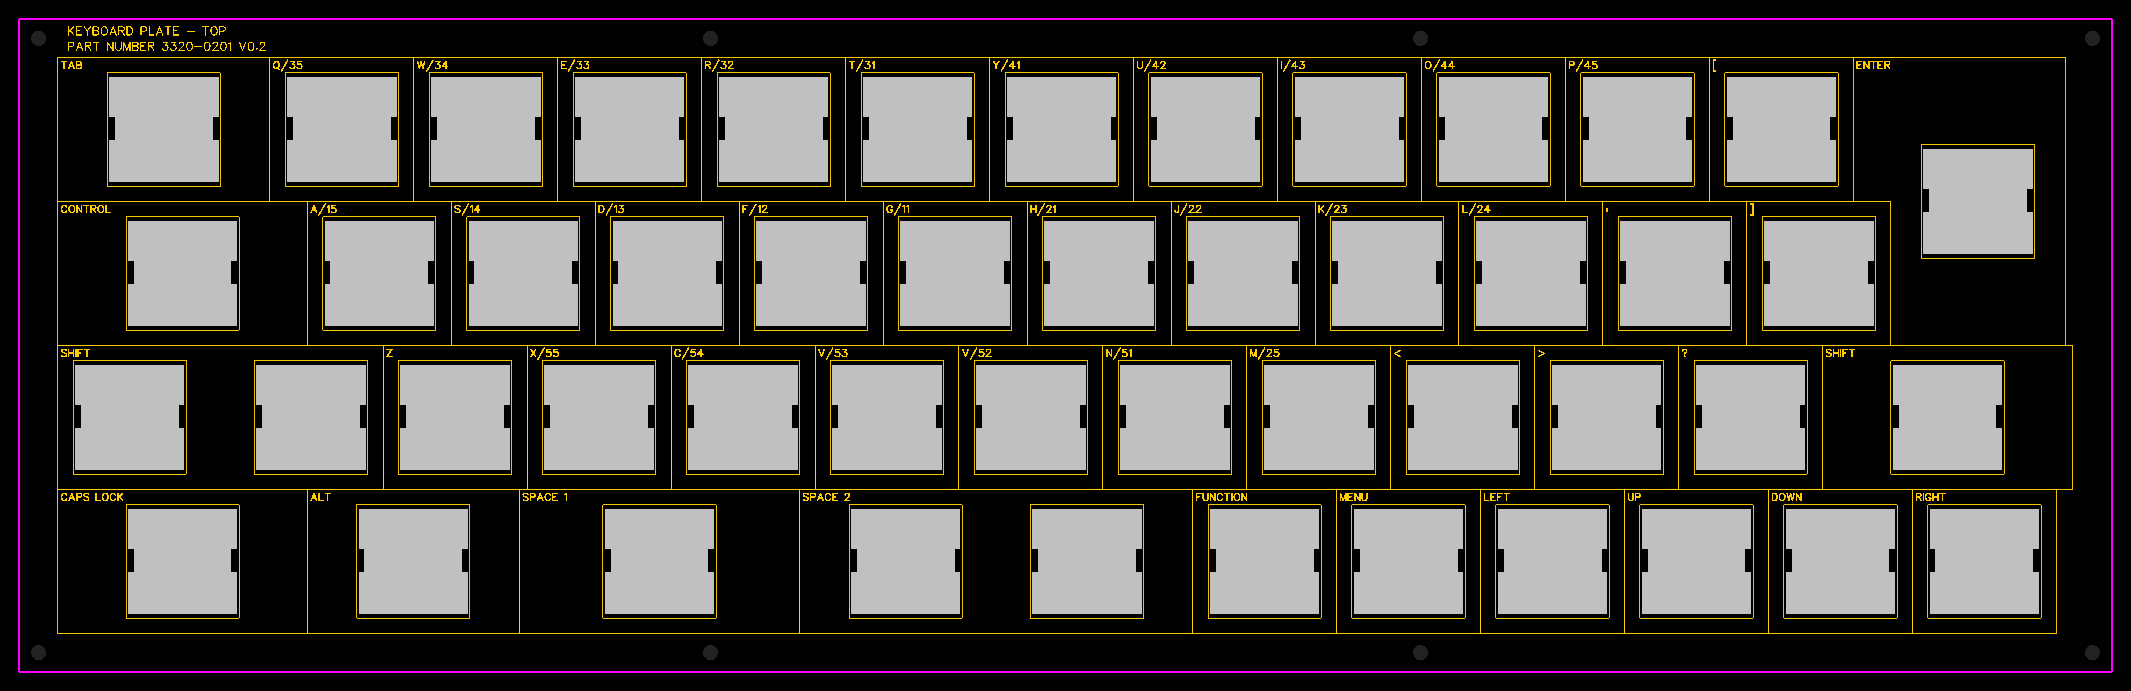 KEYBOARD PLATE – TOP
PART NUMBER 3320–0201 V0.2
TAB Q/35 W/34 E/33 R/32 T/31 Y/41 U/42 I/43 O/44 P/45 [ ENTER
CONTROL A/15 S/14 D/13 F/12 G/11 H/21 J/22 K/23 L/24 ' ]
SHIFT Z X/55 C/54 V/53 V/52 N/51 M/25 < > ? SHIFT
CAPS LOCK ALT SPACE 1 SPACE 2 FUNCTION MENU LEFT UP DOWN RIGHT